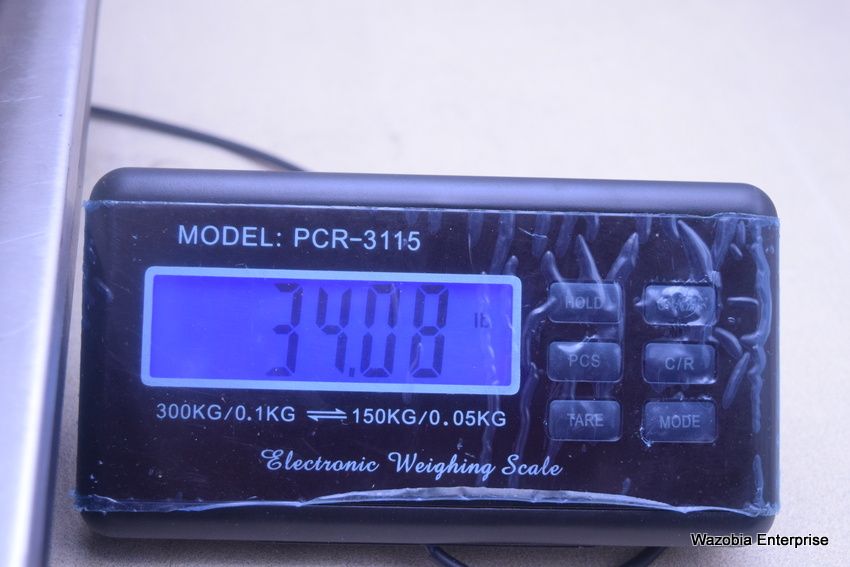 MODEL: PCR-3115
34.08 lb
300KG/0.1KG ⇌ 150KG/0.05KG
HOLD
PCS C/R
TARE MODE
Electronic Weighing Scale
Wazobia Enterprise